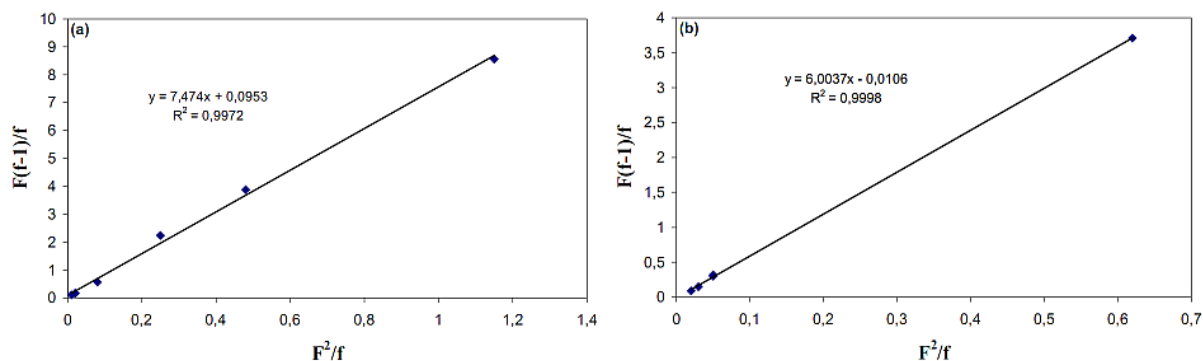 (a)
10
9
8
7
6
5
4
3
2
1
0
F(f-1)/f
y = 7,474x + 0,0953
R² = 0,9972
0 0,2 0,4 0,6 0,8 1 1,2 1,4
F²/f
(b)
4
3,5
3
2,5
2
1,5
1
0,5
0
F(f-1)/f
y = 6,0037x - 0,0106
R² = 0,9998
0 0,1 0,2 0,3 0,4 0,5 0,6 0,7
F²/f